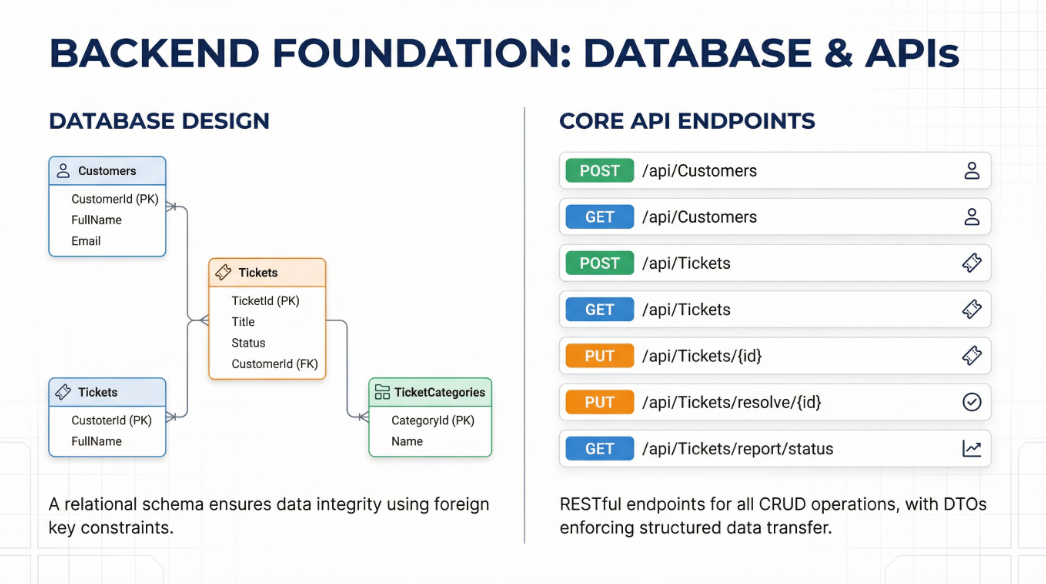 BACKEND FOUNDATION: DATABASE & APIs
DATABASE DESIGN
Customers
CustomerId (PK)
FullName
Email
Tickets
TicketId (PK)
Title
Status
CustomerId (FK)
Tickets
CustoterId (PK)
FullName
TicketCategories
CategoryId (PK)
Name
A relational schema ensures data integrity using foreign
key constraints.
CORE API ENDPOINTS
POST /api/Customers
GET /api/Customers
POST /api/Tickets
GET /api/Tickets
PUT /api/Tickets/{id}
PUT /api/Tickets/resolve/{id}
GET /api/Tickets/report/status
RESTful endpoints for all CRUD operations, with DTOs
enforcing structured data transfer.